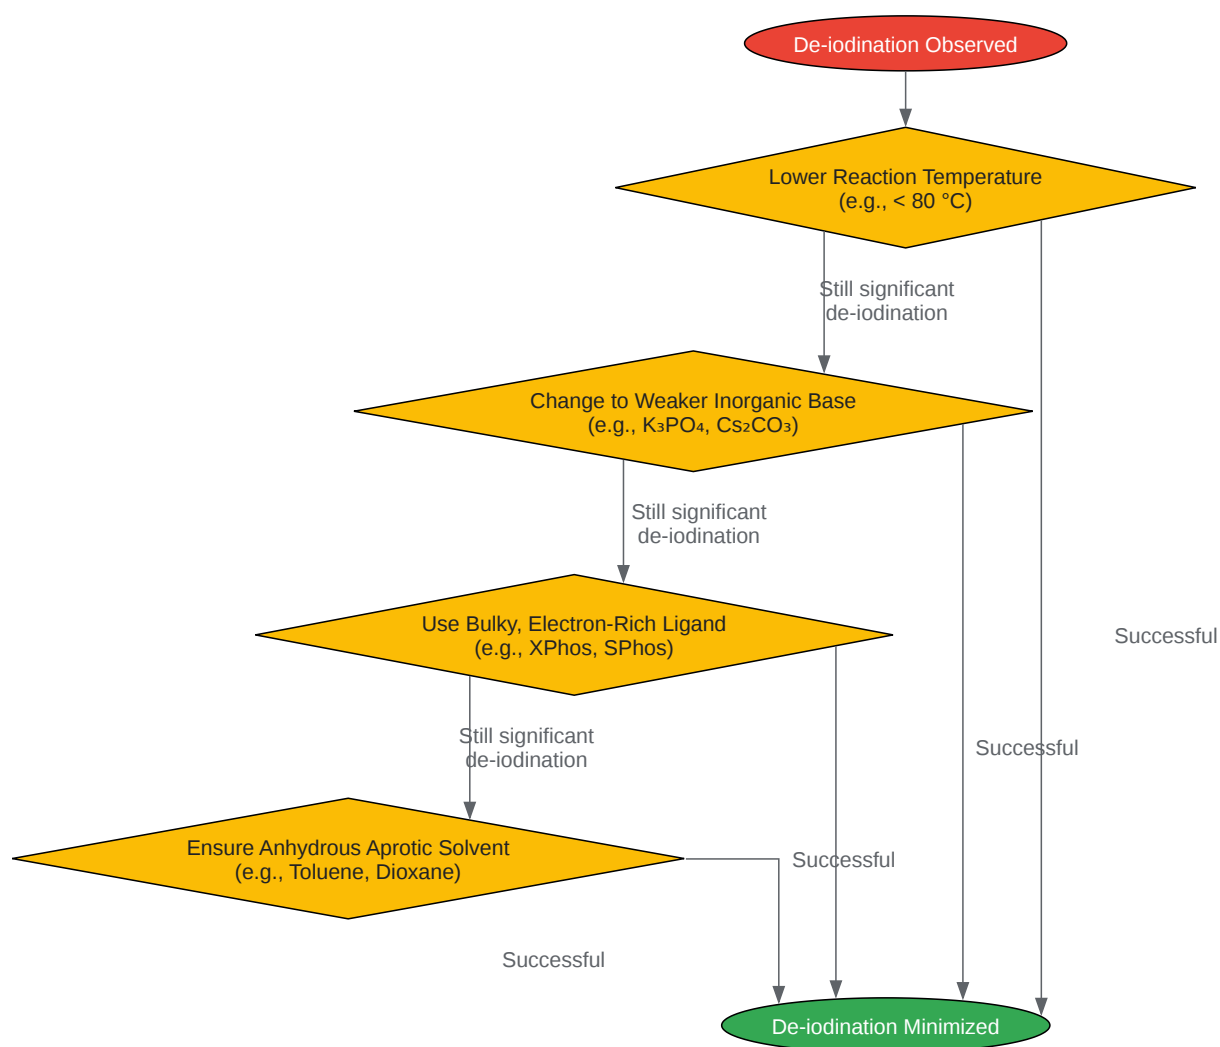 De-iodination Observed
Lower Reaction Temperature
(e.g., < 80 °C)
Still significant
de-iodination
Change to Weaker Inorganic Base
(e.g., K₃PO₄, Cs₂CO₃)
Still significant
de-iodination
Use Bulky, Electron-Rich Ligand
(e.g., XPhos, SPhos)
Successful
Still significant
de-iodination
Successful
Ensure Anhydrous Aprotic Solvent
(e.g., Toluene, Dioxane)
Successful
Successful
De-iodination Minimized